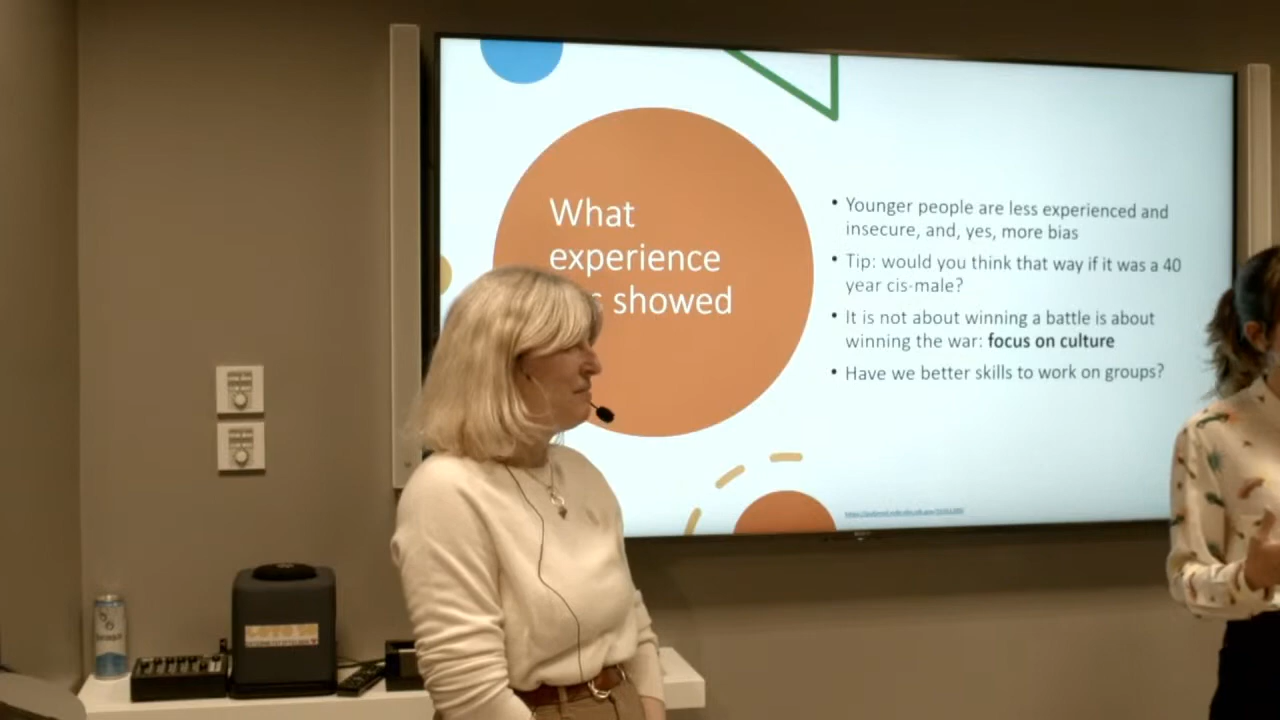 What
experience
showed
• Younger people are less experienced and
insecure, and, yes, more bias
• Tip: would you think that way if it was a 40
year cis-male?
• It is not about winning a battle is about
winning the war: focus on culture
• Have we better skills to work on groups?